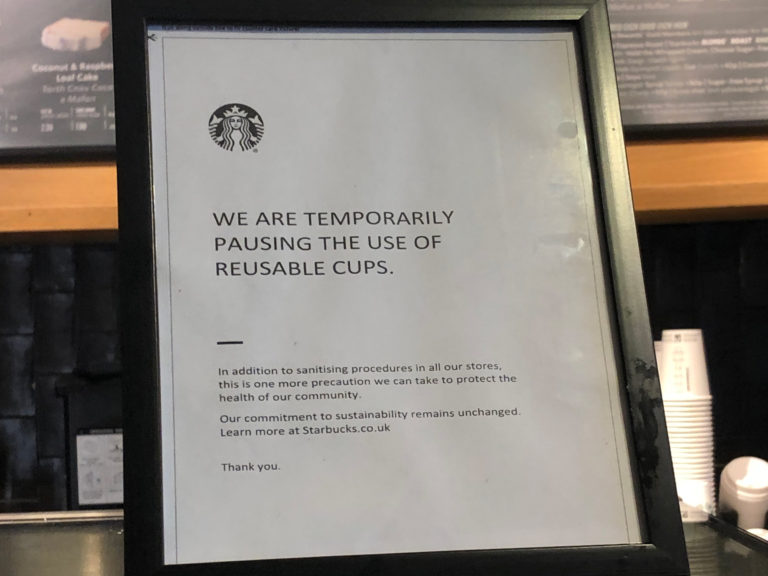 Coconut & Raspberry
Loaf Cake
WE ARE TEMPORARILY
PAUSING THE USE OF
REUSABLE CUPS.
In addition to sanitising procedures in all our stores,
this is one more precaution we can take to protect the
health of our community.
Our commitment to sustainability remains unchanged.
Learn more at Starbucks.co.uk
Thank you.